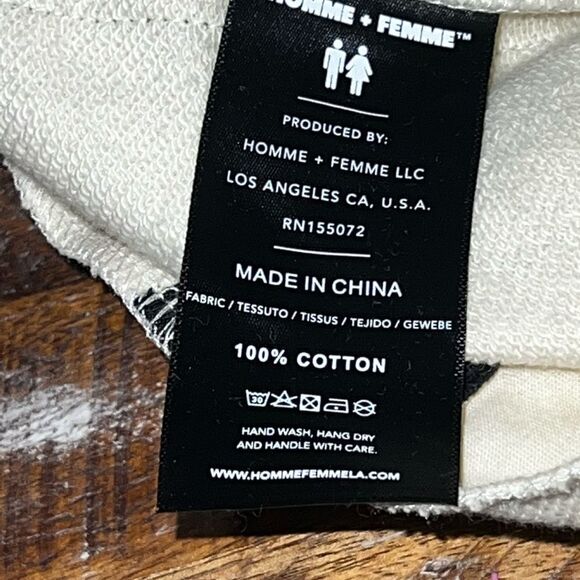 HOMME + FEMME™
PRODUCED BY:
HOMME + FEMME LLC
LOS ANGELES CA, U.S.A.
RN155072
MADE IN CHINA
FABRIC / TESSUTO / TISSUS / TEJIDO / GEWEBE
100% COTTON
30
HAND WASH, HANG DRY
AND HANDLE WITH CARE.
WWW.HOMMEFEMMELA.COM